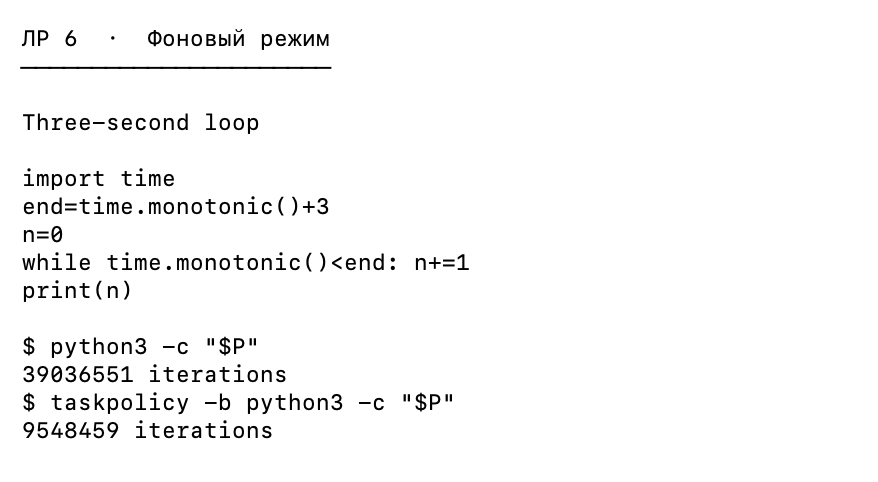 ЛР 6 · Фоновый режим
Three-second loop
import time
end=time.monotonic()+3
n=0
while time.monotonic()<end: n+=1
print(n)
$ python3 -c "$P"
39036551 iterations
$ taskpolicy -b python3 -c "$P"
9548459 iterations